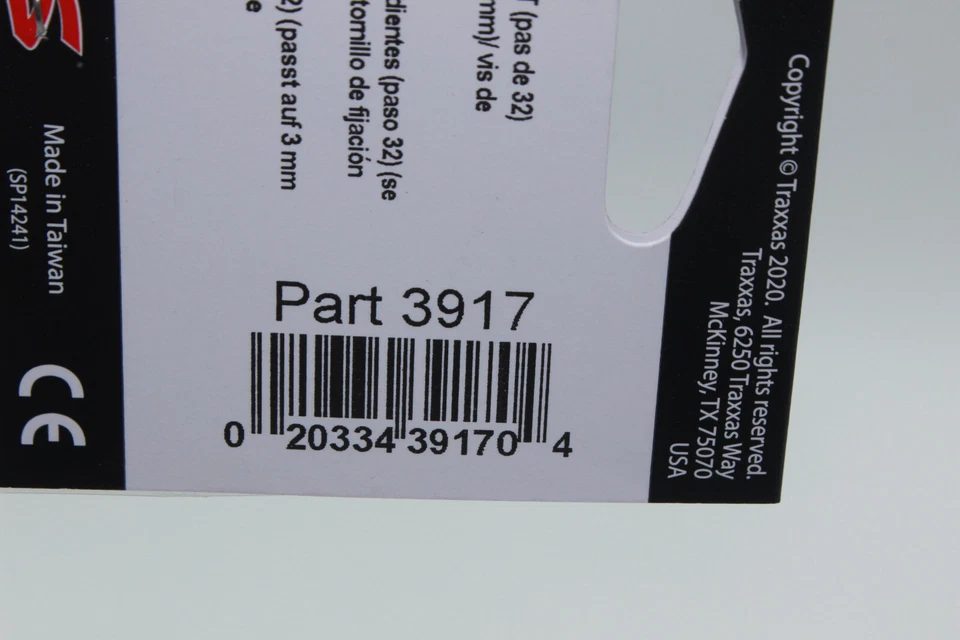 Part 3917
0 20334 39170 4
T (pas de 32)
mm)/ vis de
dientes (paso 32) (se
tornillo de fijación
2) (passt auf 3 mm
e
Made in Taiwan
(SP14241)
CE
Copyright © Traxxas 2020. All rights reserved.
Traxxas, 6250 Traxxas Way
McKinney, TX 75070
USA